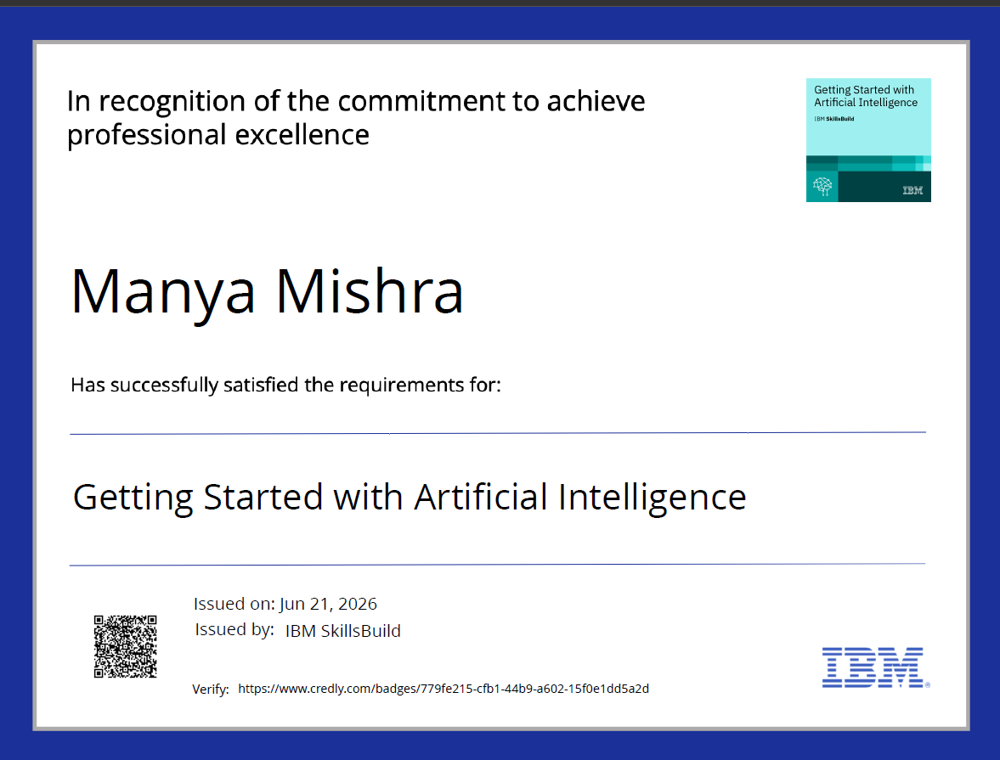 In recognition of the commitment to achieve
professional excellence
Getting Started with
Artificial Intelligence
IBM SkillsBuild
IBM
Manya Mishra
Has successfully satisfied the requirements for:
Getting Started with Artificial Intelligence
Issued on: Jun 21, 2026
Issued by: IBM SkillsBuild
Verify: https://www.credly.com/badges/779fe215-cfb1-44b9-a602-15f0e1dd5a2d
IBM®